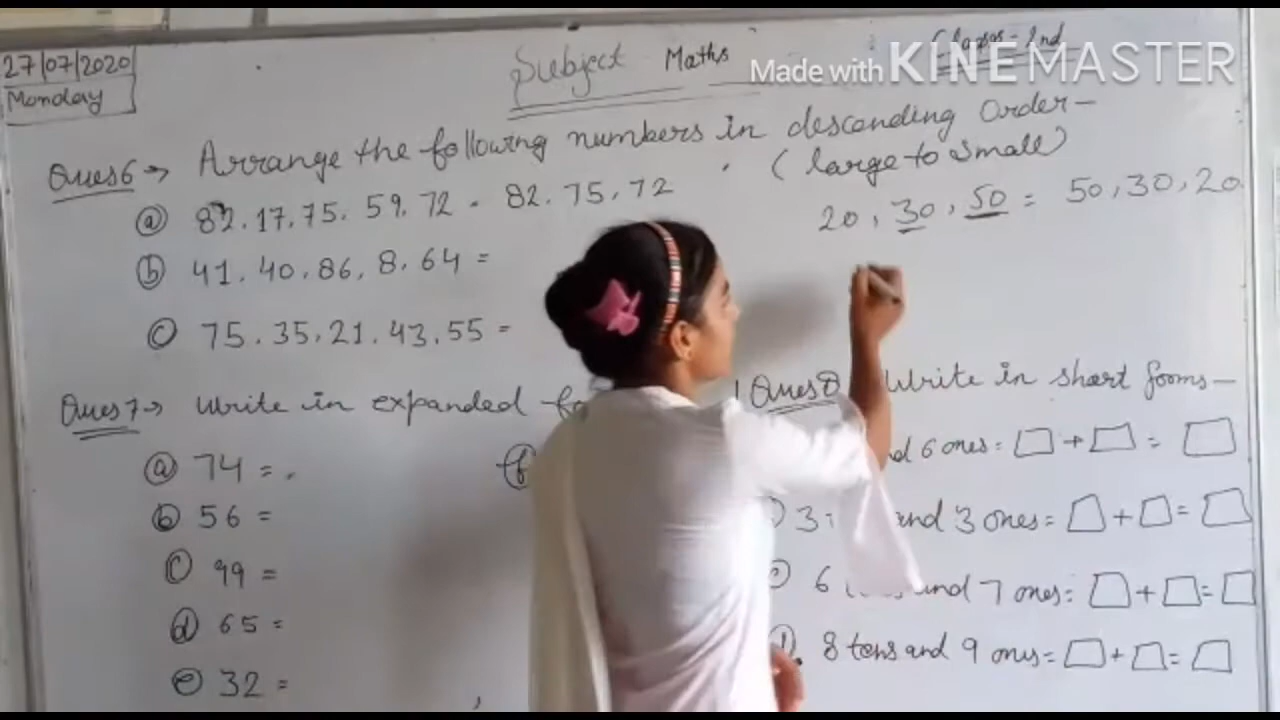 27/07/2020
Monday
Subject Maths
Class - 2nd
Made with KINEMASTER
Ques6→ Arrange the following numbers in descending order-
(large to small)
(a) 82, 17, 75, 59, 72 = 82, 75, 72
20, 30, 50 = 50, 30, 20
(b) 41, 40, 86, 8, 64 =
(c) 75, 35, 21, 43, 55 =
Ques7→ Write in expanded
(a) 74 =
(b) 56 =
(c) 99 =
(d) 65 =
(e) 32 =
(f)
Ques8 Write in short forms-
6 ones = □ + □ = □
3 and 3 ones = □ + □ = □
(c) 6 and 7 ones = □ + □ = □
(d) 8 tens and 9 ones = □ + □ = □